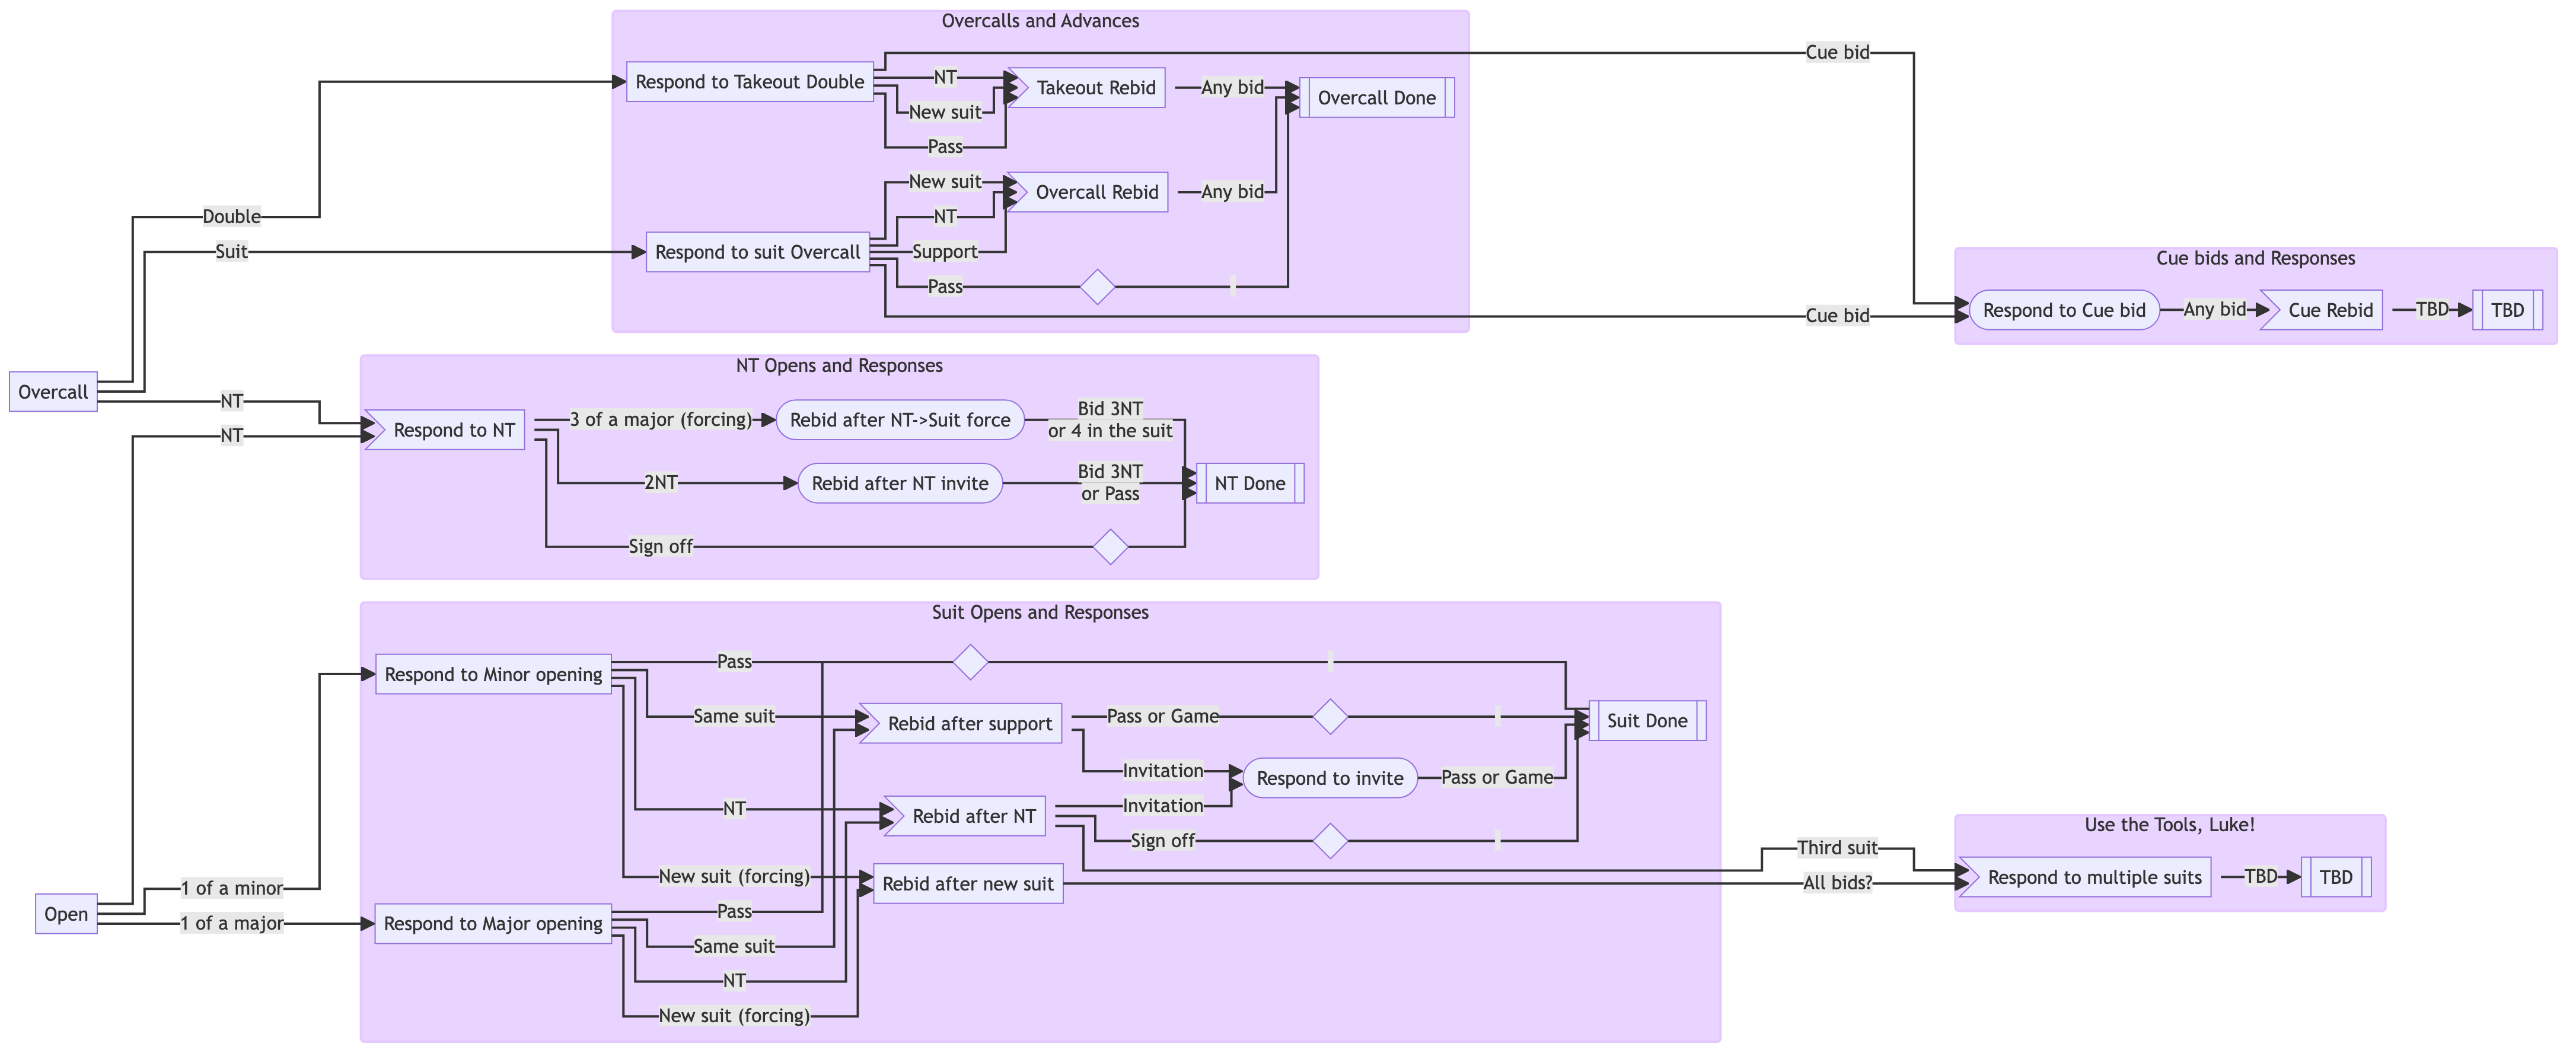 Overcalls and Advances
Respond to Takeout Double
NT
New suit
Pass
Takeout Rebid
Any bid
Overcall Done
Cue bid
New suit
NT
Support
Pass
Overcall Rebid
Any bid
Respond to suit Overcall
Cue bid
Double
Suit
Overcall
NT
NT
Cue bids and Responses
Respond to Cue bid
Any bid
Cue Rebid
TBD
TBD
NT Opens and Responses
Respond to NT
3 of a major (forcing)
Rebid after NT->Suit force
Bid 3NT
or 4 in the suit
2NT
Rebid after NT invite
Bid 3NT
or Pass
NT Done
Sign off
Suit Opens and Responses
Respond to Minor opening
Pass
Same suit
NT
New suit (forcing)
Rebid after support
Pass or Game
Suit Done
Invitation
Respond to invite
Pass or Game
Rebid after NT
Invitation
Sign off
Rebid after new suit
Open
1 of a minor
1 of a major
Respond to Major opening
Pass
Same suit
NT
New suit (forcing)
Third suit
All bids?
Use the Tools, Luke!
Respond to multiple suits
TBD
TBD